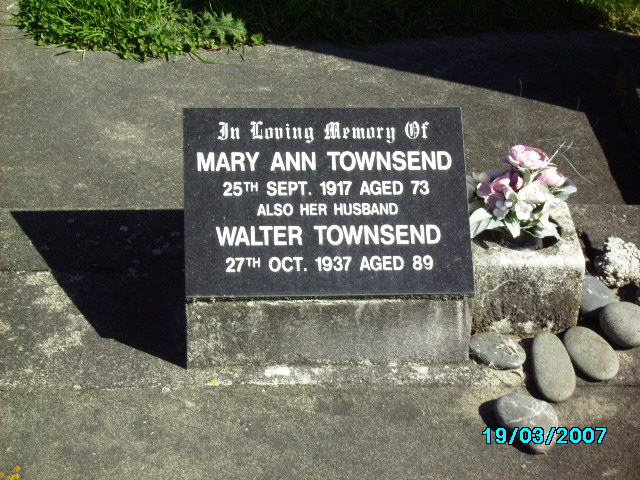 In Loving Memory Of
MARY ANN TOWNSEND
25TH SEPT. 1917 AGED 73
ALSO HER HUSBAND
WALTER TOWNSEND
27TH OCT. 1937 AGED 89
19/03/2007